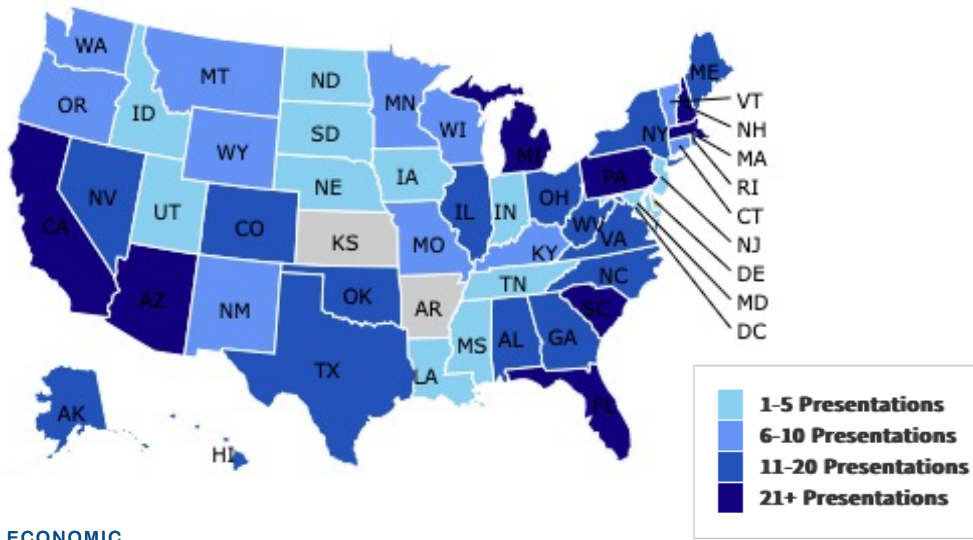 WA
MT
ND
MN
ME
OR
ID
SD
WI
VT
NH
WY
MI
NY
MA
RI
CT
NJ
DE
MD
DC
NV
UT
NE
IA
PA
CO
KS
IL
IN
OH
WV
VA
MO
KY
CA
AZ
NM
OK
AR
TN
NC
SC
TX
LA
MS
AL
GA
FL
AK
HI
1-5 Presentations
6-10 Presentations
11-20 Presentations
21+ Presentations
ECONOMIC